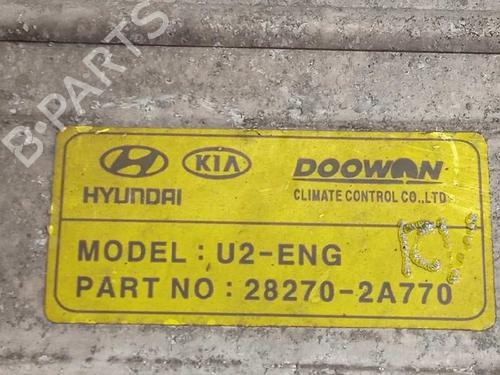 B-PARTS
KIA
DOOWON
HYUNDAI
CLIMATE CONTROL CO.,LTD
MODEL : U2-ENG
PART NO : 28270-2A770